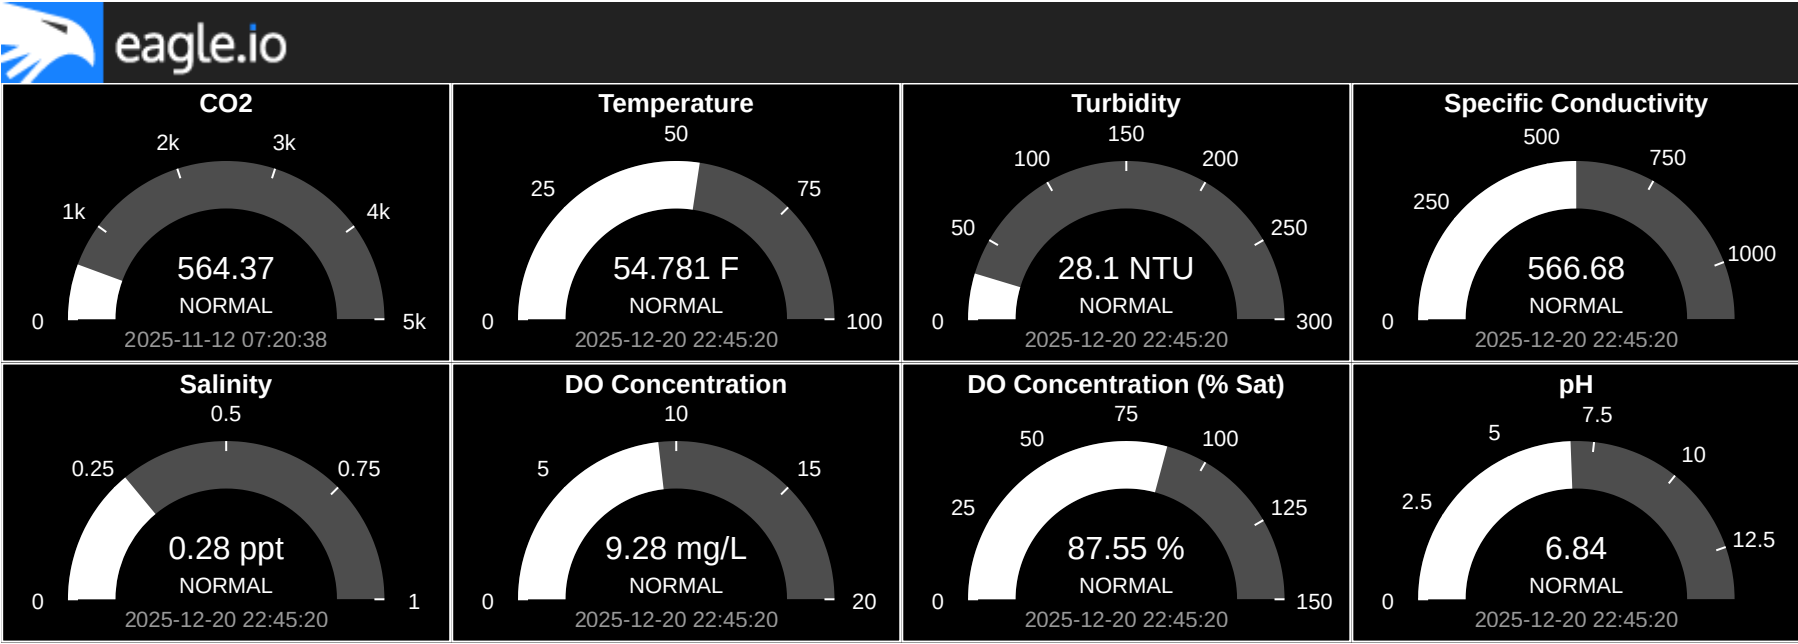 eagle.io
CO2
0
1k
2k
3k
4k
5k
564.37
NORMAL
2025-11-12 07:20:38
Temperature
0
25
50
75
100
54.781 F
NORMAL
2025-12-20 22:45:20
Turbidity
0
50
100
150
200
250
300
28.1 NTU
NORMAL
2025-12-20 22:45:20
Specific Conductivity
0
250
500
750
1000
566.68
NORMAL
2025-12-20 22:45:20
Salinity
0
0.25
0.5
0.75
1
0.28 ppt
NORMAL
2025-12-20 22:45:20
DO Concentration
0
5
10
15
20
9.28 mg/L
NORMAL
2025-12-20 22:45:20
DO Concentration (% Sat)
0
25
50
75
100
125
150
87.55 %
NORMAL
2025-12-20 22:45:20
pH
0
2.5
5
7.5
10
12.5
6.84
NORMAL
2025-12-20 22:45:20